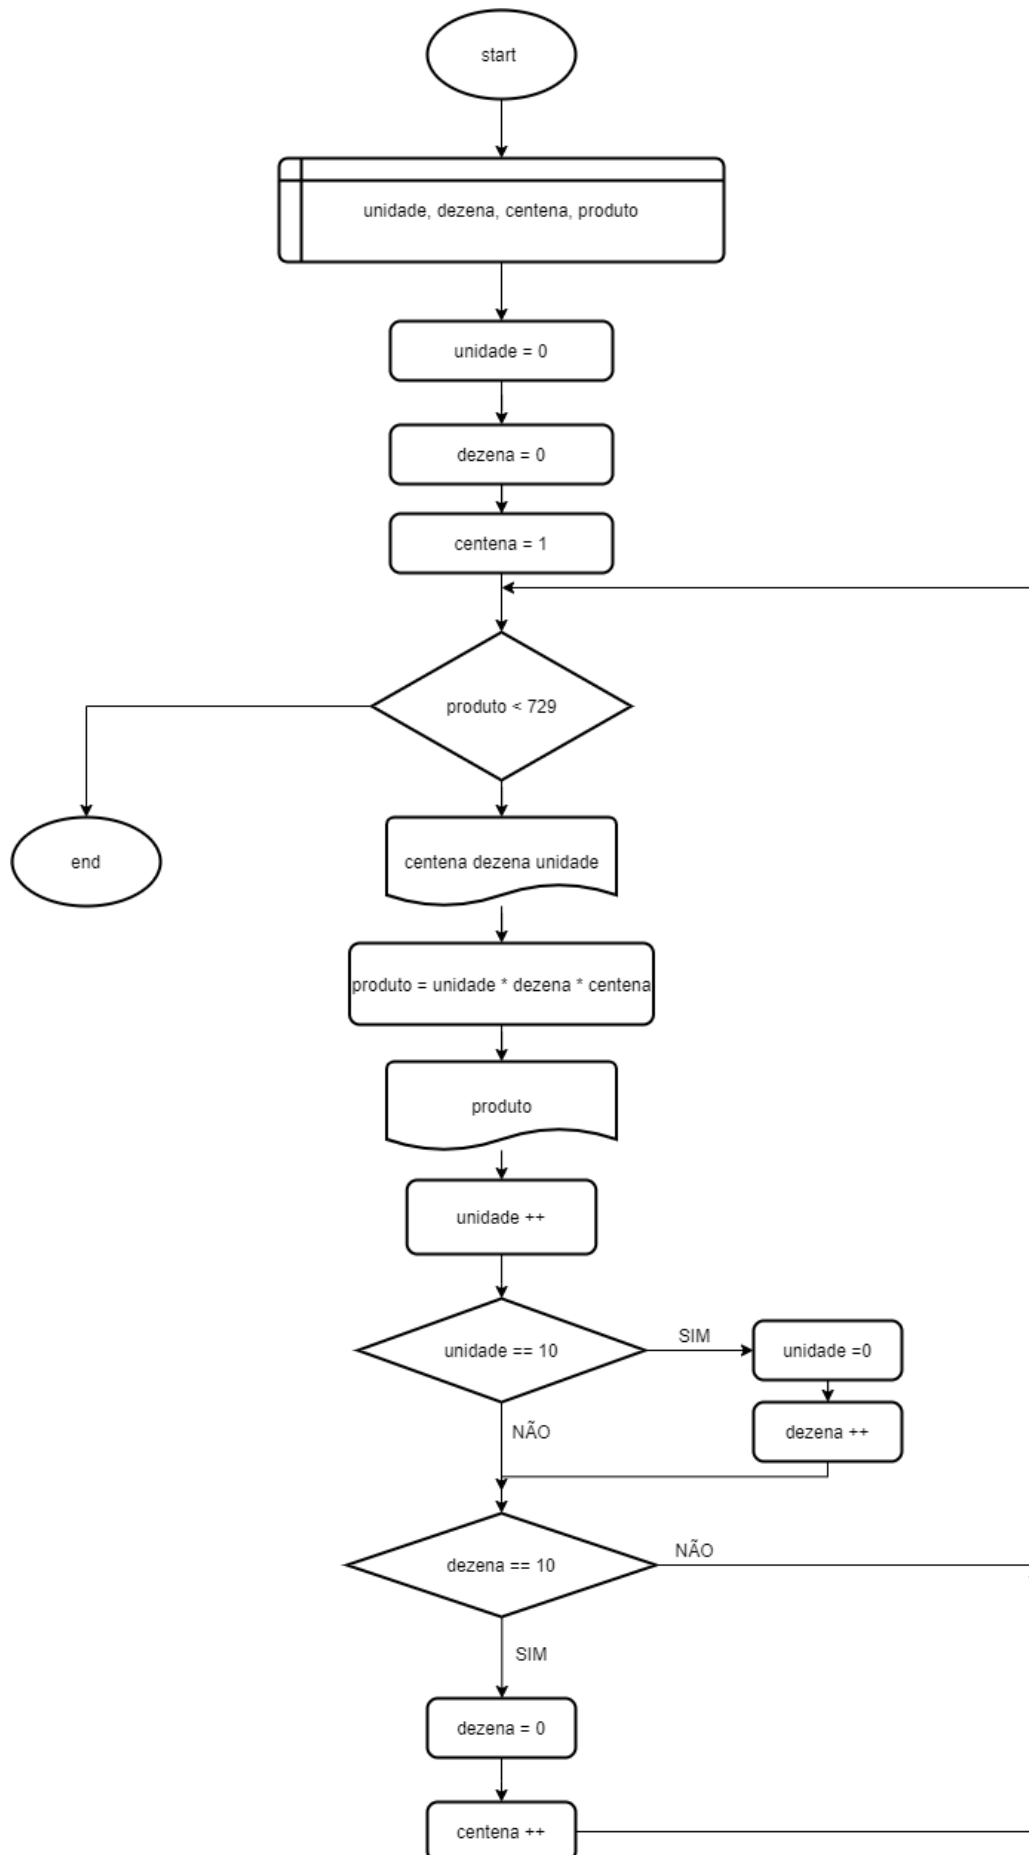 start
unidade, dezena, centena, produto
unidade = 0
dezena = 0
centena = 1
produto < 729
end
centena dezena unidade
produto = unidade * dezena * centena
produto
unidade ++
unidade == 10
SIM
unidade =0
NÃO
dezena ++
dezena == 10
NÃO
SIM
dezena = 0
centena ++